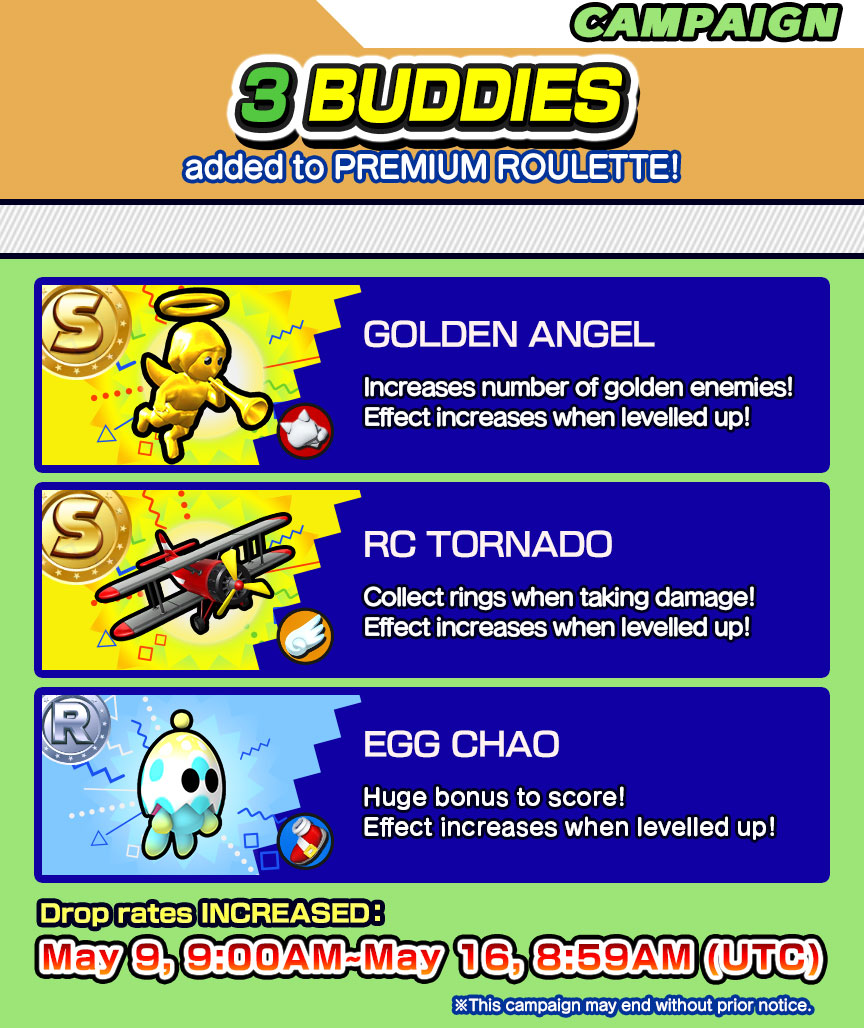 CAMPAIGN
3 BUDDIES
added to PREMIUM ROULETTE!
S
GOLDEN ANGEL
Increases number of golden enemies!
Effect increases when levelled up!
S
RC TORNADO
Collect rings when taking damage!
Effect increases when levelled up!
R
EGG CHAO
Huge bonus to score!
Effect increases when levelled up!
Drop rates INCREASED:
May 9, 9:00AM~May 16, 8:59AM (UTC)
※This campaign may end without prior notice.